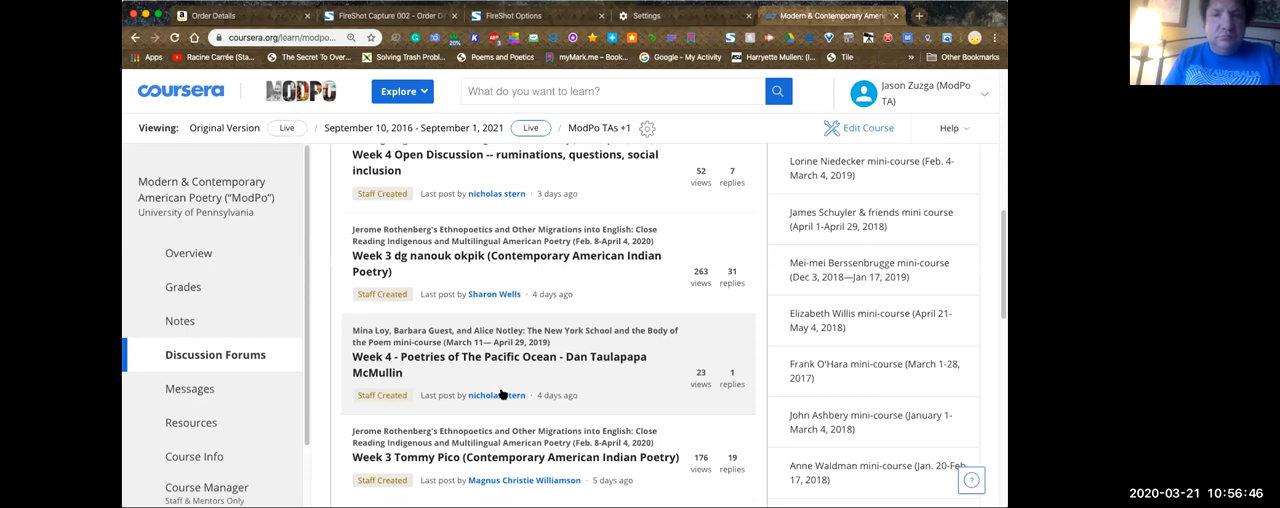 Order Details
FireShot Capture 002 - Order D
FireShot Options
Settings
Modern & Contemporary Ameri
coursera.org/learn/modpo...
Apps
Racine Carrée (Sta...
The Secret To Over...
Solving Trash Probl...
Poems and Poetics
myMark.me – Book...
Google - My Activity
Harryette Mullen: (I...
Tile
Other Bookmarks
coursera
MODPO
Explore
What do you want to learn?
Jason Zuzga (ModPo
TA)
Viewing:
Original Version
Live
/ September 10, 2016 - September 1, 2021
Live
/ ModPo TAs +1
Edit Course
Help
Modern & Contemporary
American Poetry ("ModPo")
University of Pennsylvania
Overview
Grades
Notes
Discussion Forums
Messages
Resources
Course Info
Course Manager
Staff & Mentors Only
Week 4 Open Discussion -- ruminations, questions, social
inclusion
Staff Created
Last post by nicholas stern · 3 days ago
52
views
7
replies
Jerome Rothenberg's Ethnopoetics and Other Migrations into English: Close
Reading Indigenous and Multilingual American Poetry (Feb. 8-April 4, 2020)
Week 3 dg nanouk okpik (Contemporary American Indian
Poetry)
Staff Created
Last post by Sharon Wells · 4 days ago
263
views
31
replies
Mina Loy, Barbara Guest, and Alice Notley: The New York School and the Body of
the Poem mini-course (March 11— April 29, 2019)
Week 4 - Poetries of The Pacific Ocean - Dan Taulapapa
McMullin
Staff Created
Last post by nicholas stern · 4 days ago
23
views
1
replies
Jerome Rothenberg's Ethnopoetics and Other Migrations into English: Close
Reading Indigenous and Multilingual American Poetry (Feb. 8-April 4, 2020)
Week 3 Tommy Pico (Contemporary American Indian Poetry)
Staff Created
Last post by Magnus Christie Williamson · 5 days ago
176
views
19
replies
Lorine Niedecker mini-course (Feb. 4-
March 4, 2019)
James Schuyler & friends mini course
(April 1-April 29, 2018)
Mei-mei Berssenbrugge mini-course
(Dec 3, 2018—Jan 17, 2019)
Elizabeth Willis mini-course (April 21-
May 4, 2018)
Frank O'Hara mini-course (March 1-28,
2017)
John Ashbery mini-course (January 1-
March 4, 2018)
Anne Waldman mini-course (Jan. 20-Feb.
17, 2018)
2020-03-21 10:56:46